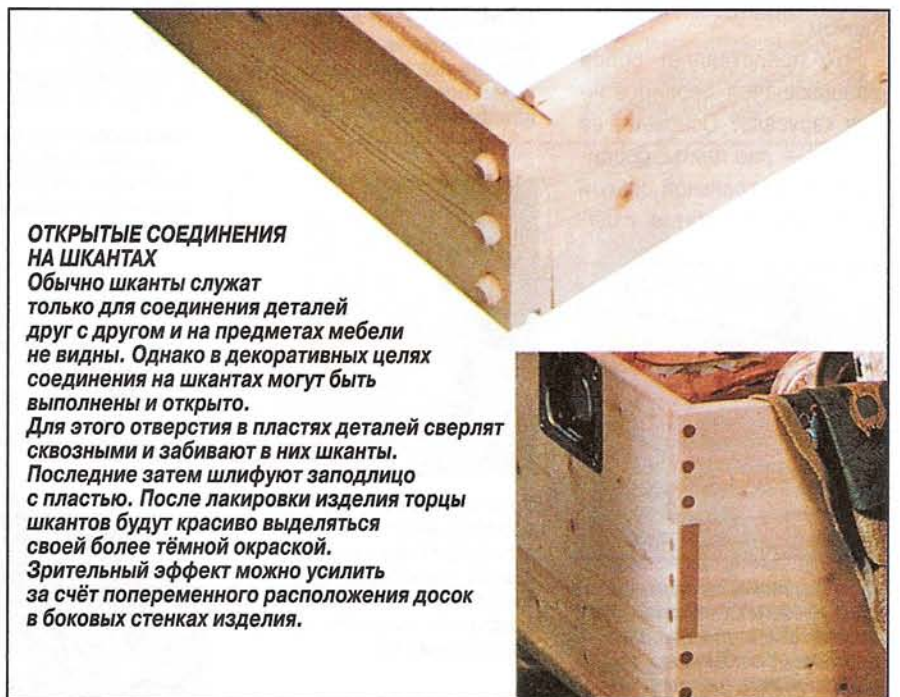 ОТКРЫТЫЕ СОЕДИНЕНИЯ
НА ШКАНТАХ
Обычно шканты служат
только для соединения деталей
друг с другом и на предметах мебели
не видны. Однако в декоративных целях
соединения на шкантах могут быть
выполнены и открыто.
Для этого отверстия в пластях деталей сверлят
сквозными и забивают в них шканты.
Последние затем шлифуют заподлицо
с пластью. После лакировки изделия торцы
шкантов будут красиво выделяться
своей более тёмной окраской.
Зрительный эффект можно усилить
за счёт попеременного расположения досок
в боковых стенках изделия.